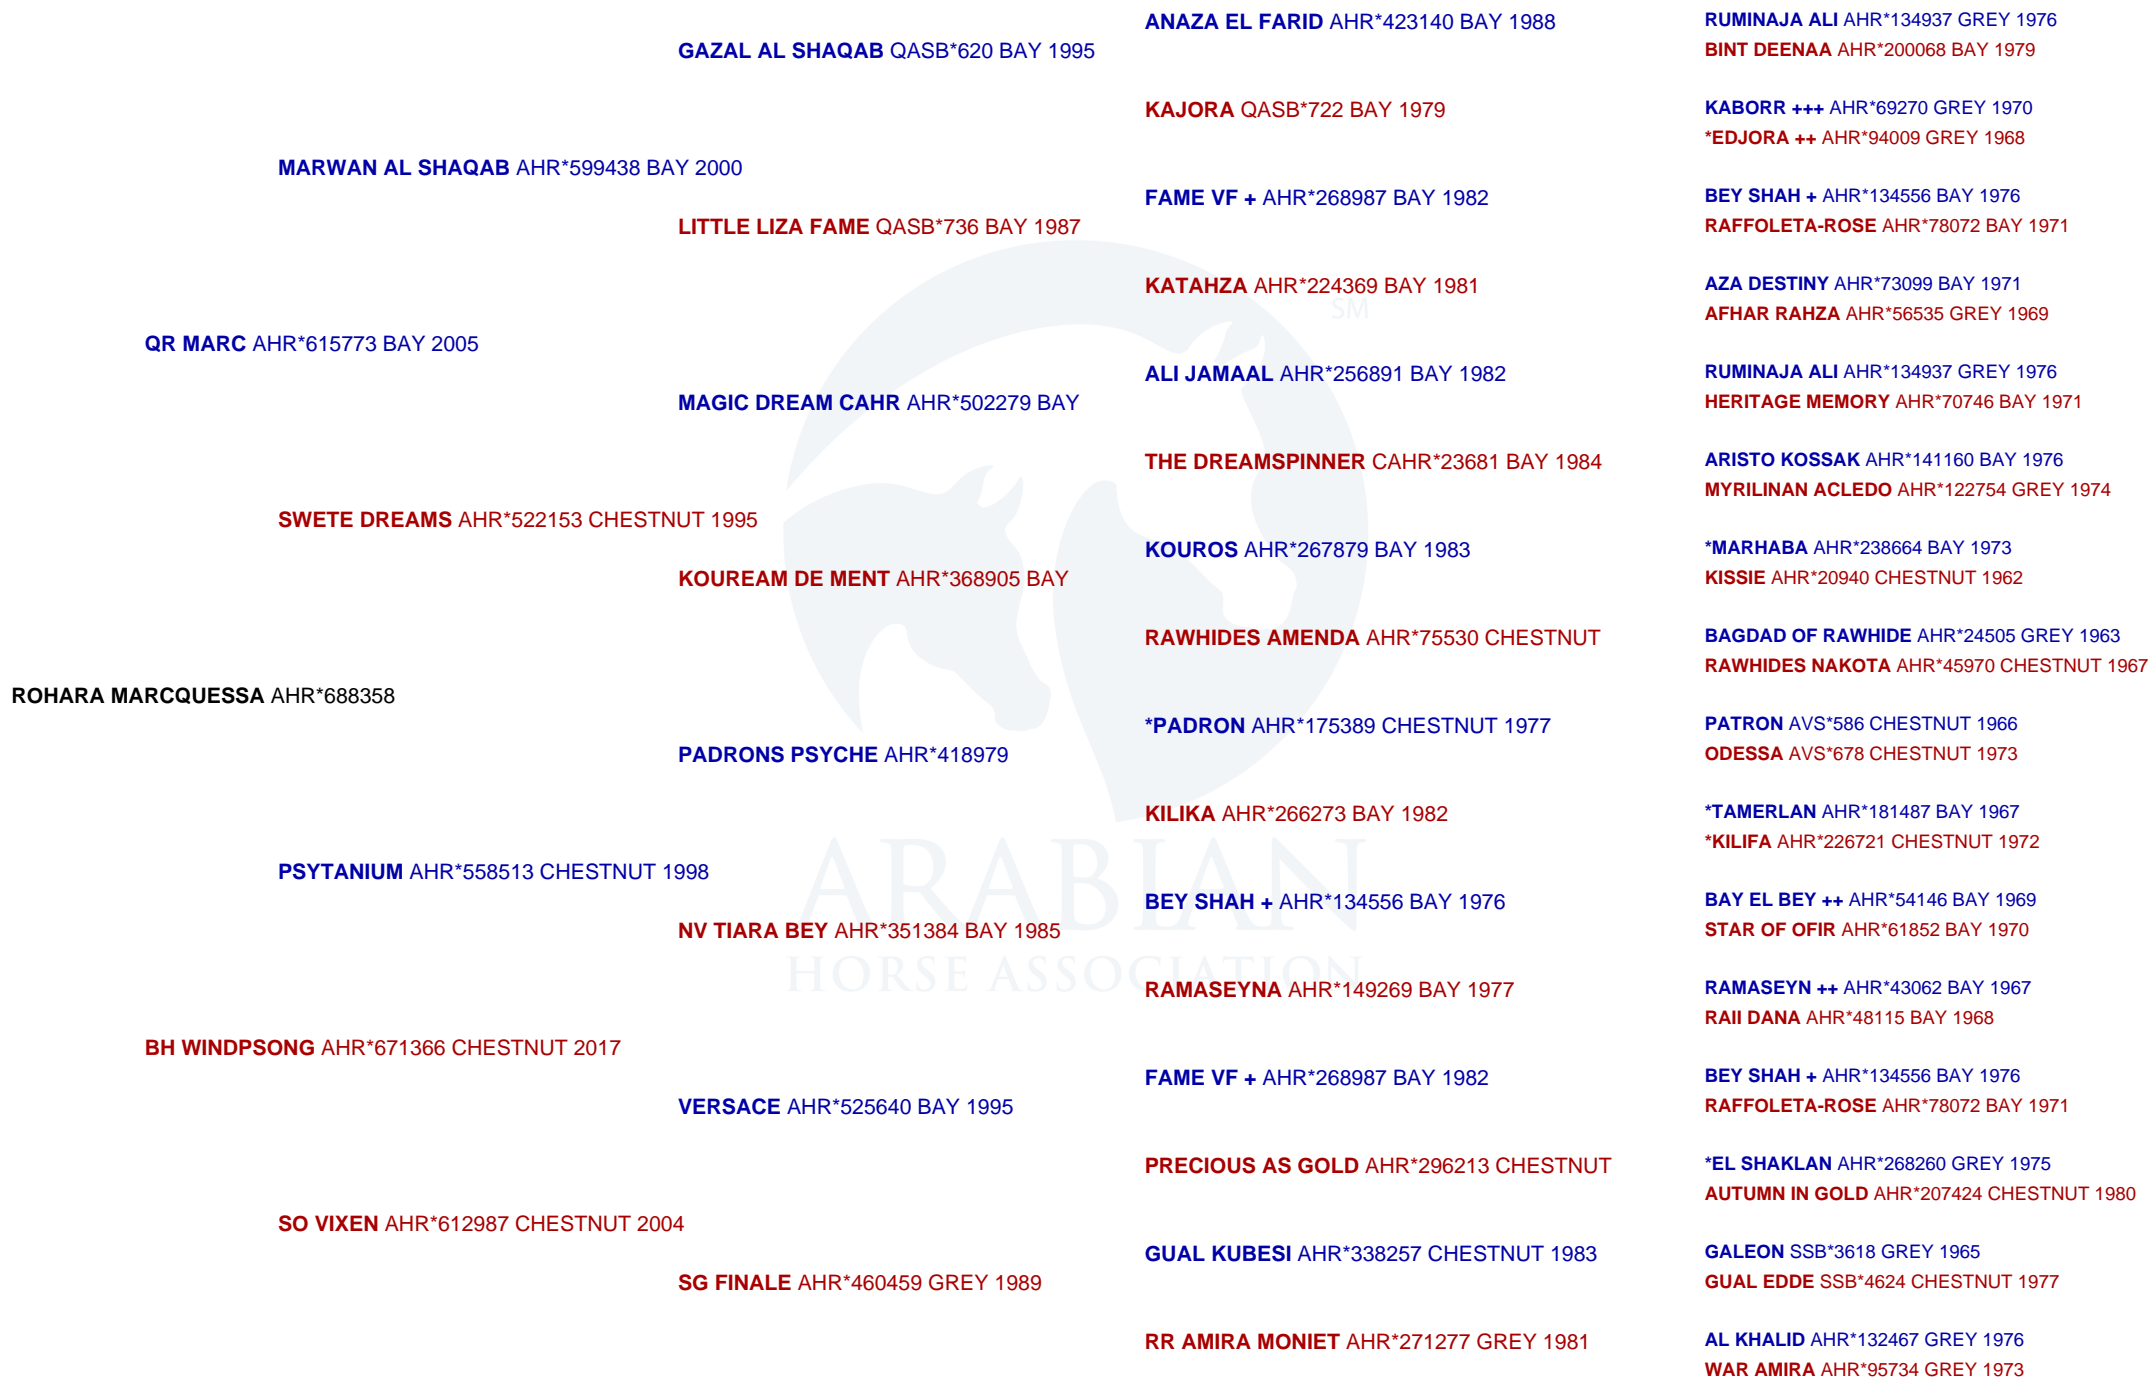 ANAZA EL FARID AHR*423140 BAY 1988
RUMINAJA ALI AHR*134937 GREY 1976
GAZAL AL SHAQAB QASB*620 BAY 1995
BINT DEENAA AHR*200068 BAY 1979
KAJORA QASB*722 BAY 1979
KABORR +++ AHR*69270 GREY 1970
*EDJORA ++ AHR*94009 GREY 1968
MARWAN AL SHAQAB AHR*599438 BAY 2000
FAME VF + AHR*268987 BAY 1982
BEY SHAH + AHR*134556 BAY 1976
LITTLE LIZA FAME QASB*736 BAY 1987
RAFFOLETA-ROSE AHR*78072 BAY 1971
KATAHZA AHR*224369 BAY 1981
AZA DESTINY AHR*73099 BAY 1971
AFHAR RAHZA AHR*56535 GREY 1969
SM
QR MARC AHR*615773 BAY 2005
ALI JAMAAL AHR*256891 BAY 1982
RUMINAJA ALI AHR*134937 GREY 1976
MAGIC DREAM CAHR AHR*502279 BAY
HERITAGE MEMORY AHR*70746 BAY 1971
THE DREAMSPINNER CAHR*23681 BAY 1984
ARISTO KOSSAK AHR*141160 BAY 1976
MYRILINAN ACLEDO AHR*122754 GREY 1974
SWETE DREAMS AHR*522153 CHESTNUT 1995
KOUROS AHR*267879 BAY 1983
*MARHABA AHR*238664 BAY 1973
KOUREAM DE MENT AHR*368905 BAY
KISSIE AHR*20940 CHESTNUT 1962
RAWHIDES AMENDA AHR*75530 CHESTNUT
BAGDAD OF RAWHIDE AHR*24505 GREY 1963
RAWHIDES NAKOTA AHR*45970 CHESTNUT 1967
ROHARA MARCQUESSA AHR*688358
*PADRON AHR*175389 CHESTNUT 1977
PATRON AVS*586 CHESTNUT 1966
PADRONS PSYCHE AHR*418979
ODESSA AVS*678 CHESTNUT 1973
KILIKA AHR*266273 BAY 1982
*TAMERLAN AHR*181487 BAY 1967
*KILIFA AHR*226721 CHESTNUT 1972
PSYTANIUM AHR*558513 CHESTNUT 1998
ARABIAN
BEY SHAH + AHR*134556 BAY 1976
BAY EL BEY ++ AHR*54146 BAY 1969
NV TIARA BEY AHR*351384 BAY 1985
STAR OF OFIR AHR*61852 BAY 1970
HORSE ASSOCIATION
RAMASEYNA AHR*149269 BAY 1977
RAMASEYN ++ AHR*43062 BAY 1967
RAII DANA AHR*48115 BAY 1968
BH WINDPSONG AHR*671366 CHESTNUT 2017
FAME VF + AHR*268987 BAY 1982
BEY SHAH + AHR*134556 BAY 1976
VERSACE AHR*525640 BAY 1995
RAFFOLETA-ROSE AHR*78072 BAY 1971
PRECIOUS AS GOLD AHR*296213 CHESTNUT
*EL SHAKLAN AHR*268260 GREY 1975
AUTUMN IN GOLD AHR*207424 CHESTNUT 1980
SO VIXEN AHR*612987 CHESTNUT 2004
GUAL KUBESI AHR*338257 CHESTNUT 1983
GALEON SSB*3618 GREY 1965
SG FINALE AHR*460459 GREY 1989
GUAL EDDE SSB*4624 CHESTNUT 1977
RR AMIRA MONIET AHR*271277 GREY 1981
AL KHALID AHR*132467 GREY 1976
WAR AMIRA AHR*95734 GREY 1973